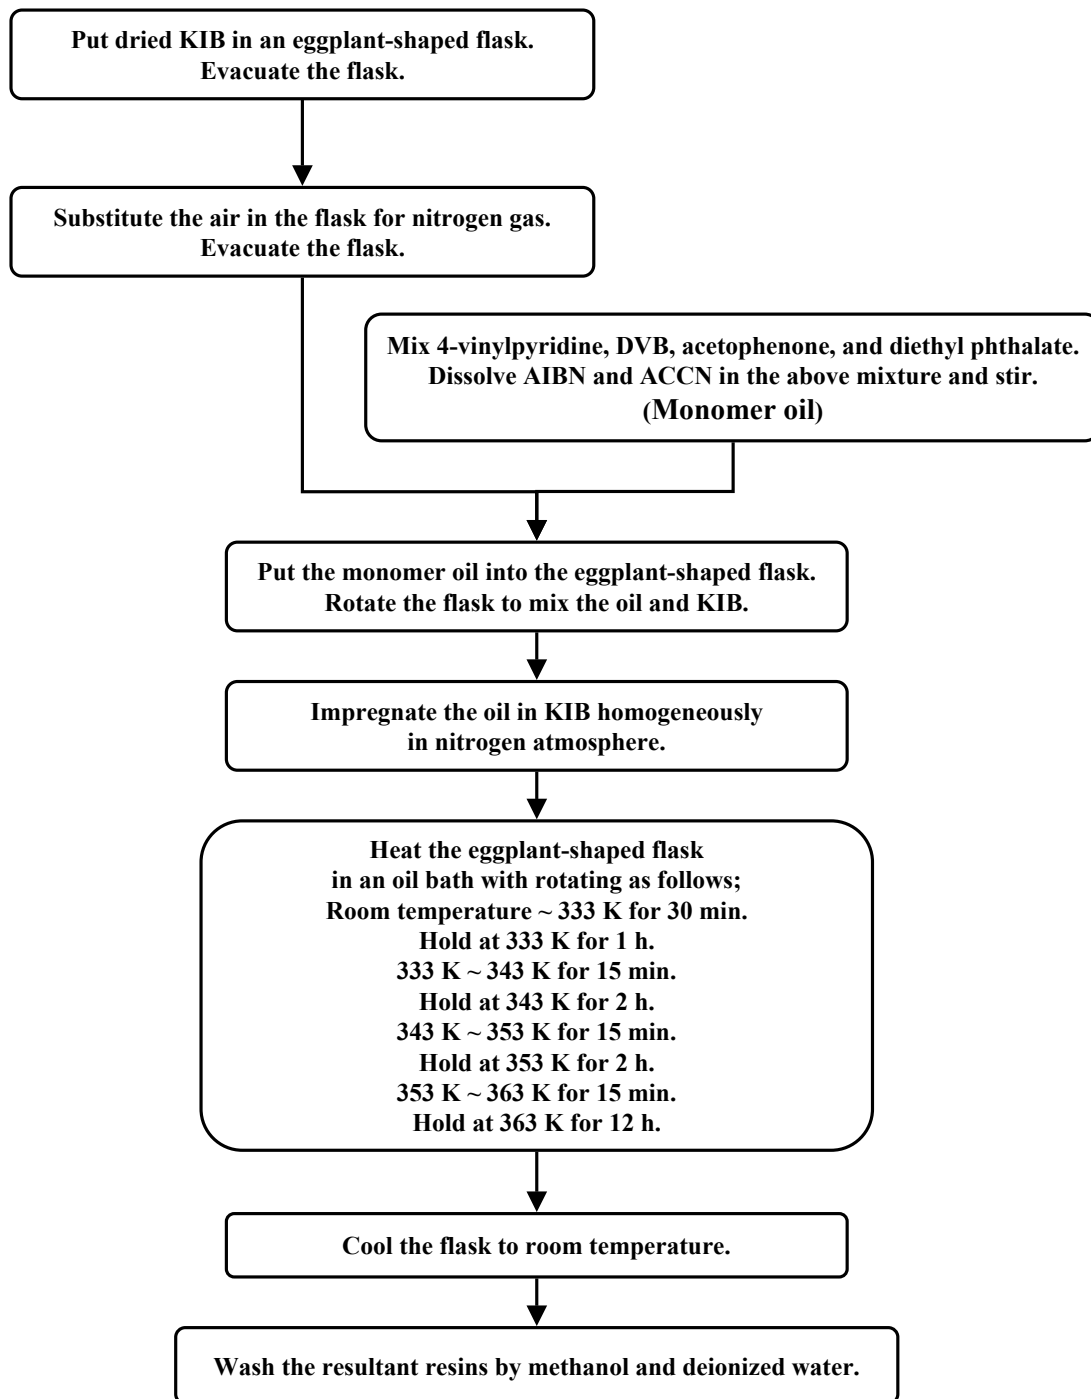 Put dried KIB in an eggplant-shaped flask.
Evacuate the flask.
Substitute the air in the flask for nitrogen gas.
Evacuate the flask.
Mix 4-vinylpyridine, DVB, acetophenone, and diethyl phthalate.
Dissolve AIBN and ACCN in the above mixture and stir.
(Monomer oil)
Put the monomer oil into the eggplant-shaped flask.
Rotate the flask to mix the oil and KIB.
Impregnate the oil in KIB homogeneously
in nitrogen atmosphere.
Heat the eggplant-shaped flask
in an oil bath with rotating as follows;
Room temperature ~ 333 K for 30 min.
Hold at 333 K for 1 h.
333 K ~ 343 K for 15 min.
Hold at 343 K for 2 h.
343 K ~ 353 K for 15 min.
Hold at 353 K for 2 h.
353 K ~ 363 K for 15 min.
Hold at 363 K for 12 h.
Cool the flask to room temperature.
Wash the resultant resins by methanol and deionized water.